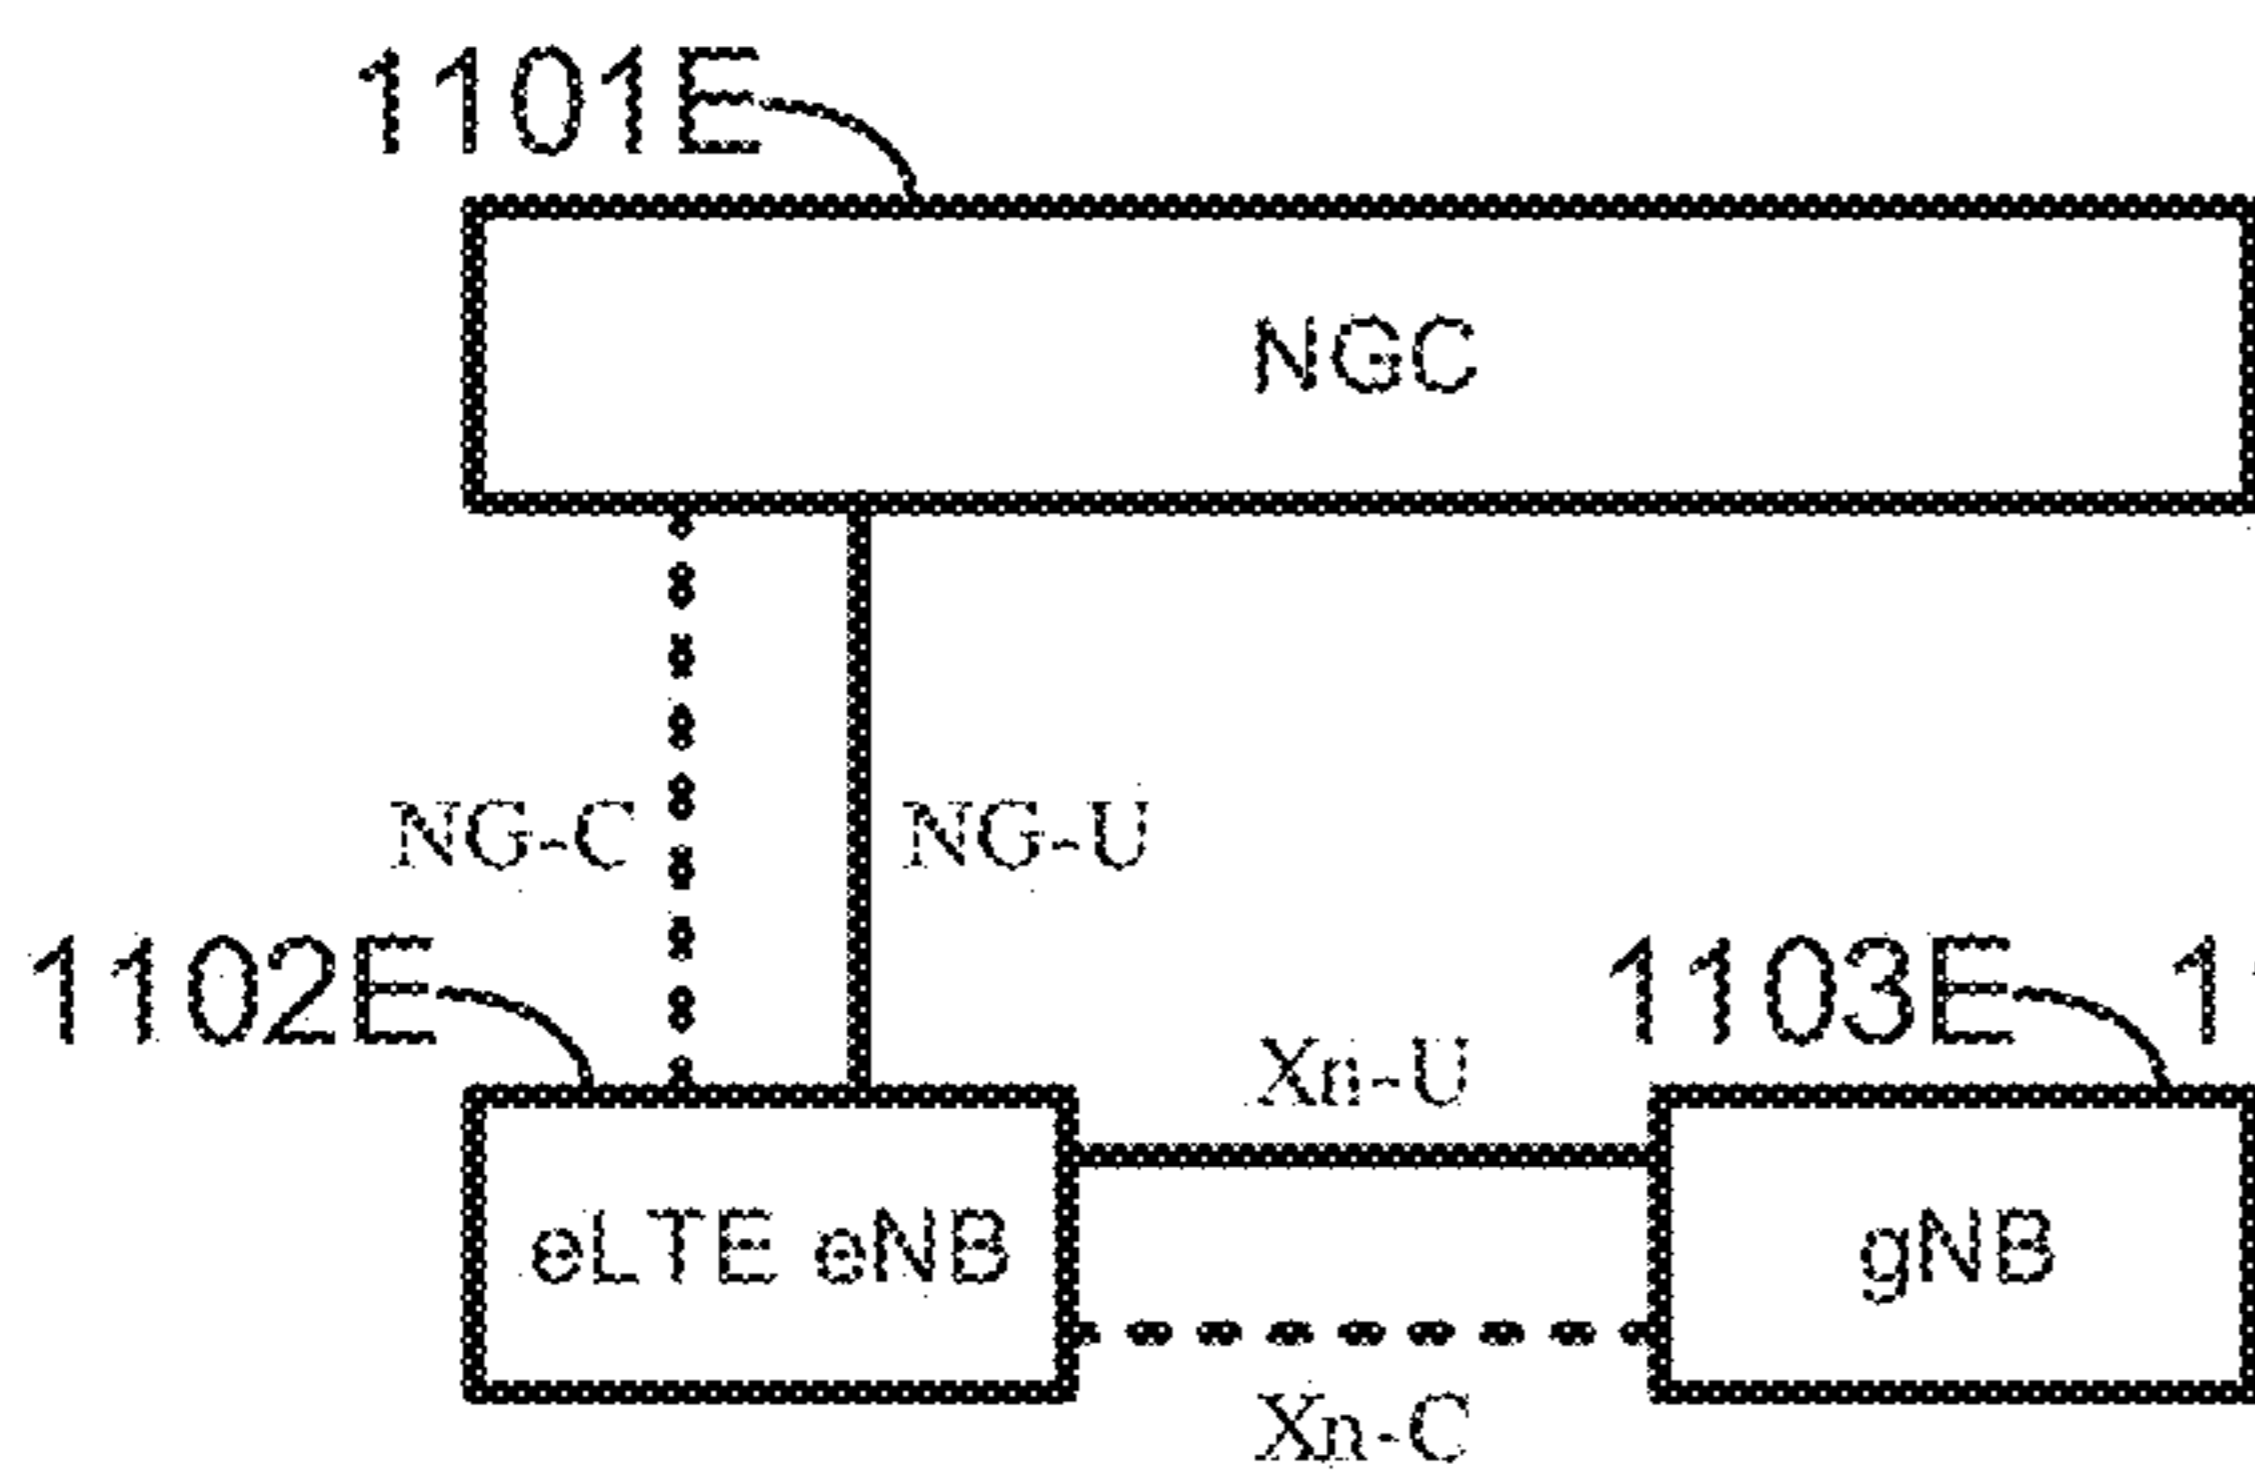 1101E
NGC
NG-C NG-U
1102E 1103E
Xn-U
eLTE eNB gNB
Xn-C